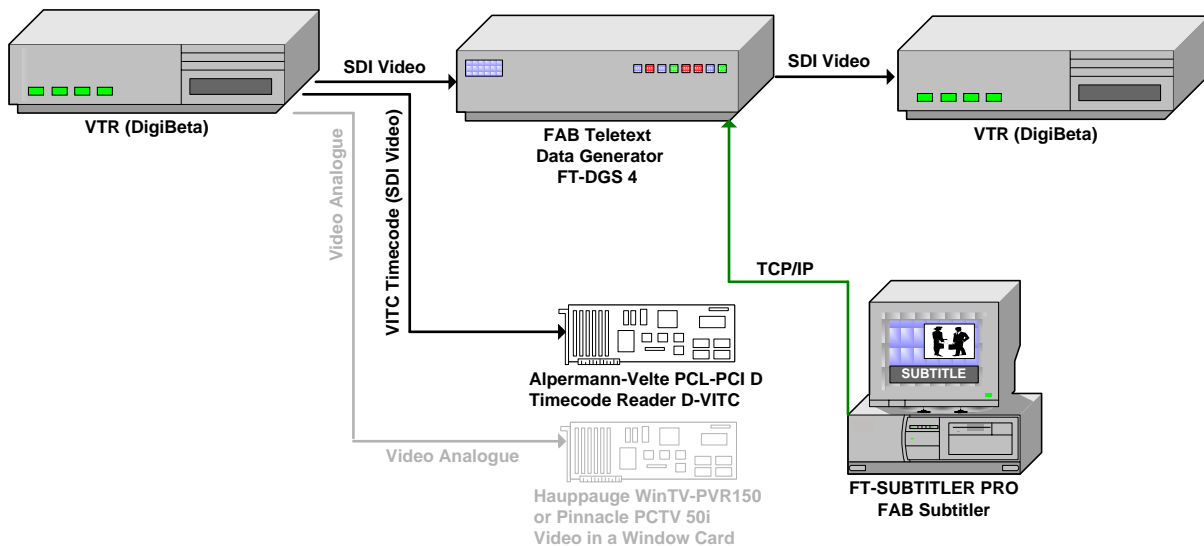 SDI Video
SDI Video
VTR (DigiBeta)
FAB Teletext
Data Generator
FT-DGS 4
VTR (DigiBeta)
Video Analogue
VITC Timecode (SDI Video)
TCP/IP
SUBTITLE
Alpermann-Velte PCL-PCI D
Timecode Reader D-VITC
Video Analogue
FT-SUBTITLER PRO
FAB Subtitler
Hauppauge WinTV-PVR150
or Pinnacle PCTV 50i
Video in a Window Card